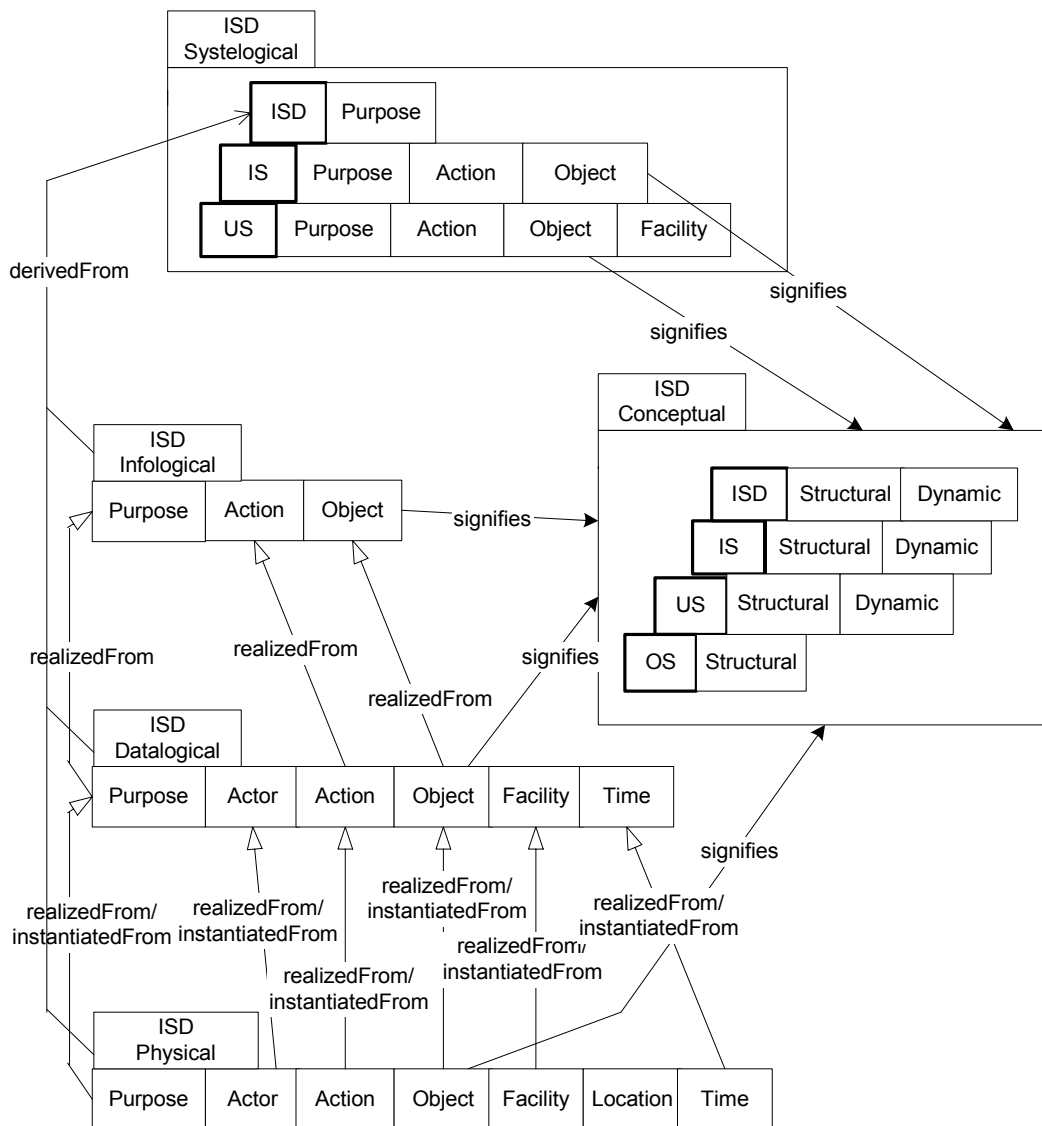 ISD
Systelogical
ISD Purpose
IS Purpose Action Object
US Purpose Action Object Facility
derivedFrom
signifies
signifies
ISD
Conceptual
ISD Structural Dynamic
IS Structural Dynamic
US Structural Dynamic
OS Structural
ISD
Infological
Purpose Action Object
signifies
realizedFrom
realizedFrom
realizedFrom
signifies
ISD
Datalogical
Purpose Actor Action Object Facility Time
signifies
realizedFrom/
instantiatedFrom
realizedFrom/
instantiatedFrom
realizedFrom/
instantiatedFrom
realizedFrom/
instantiatedFrom
realizedFrom/
instantiatedFrom
realizedFrom/
instantiatedFrom
ISD
Physical
Purpose Actor Action Object Facility Location Time